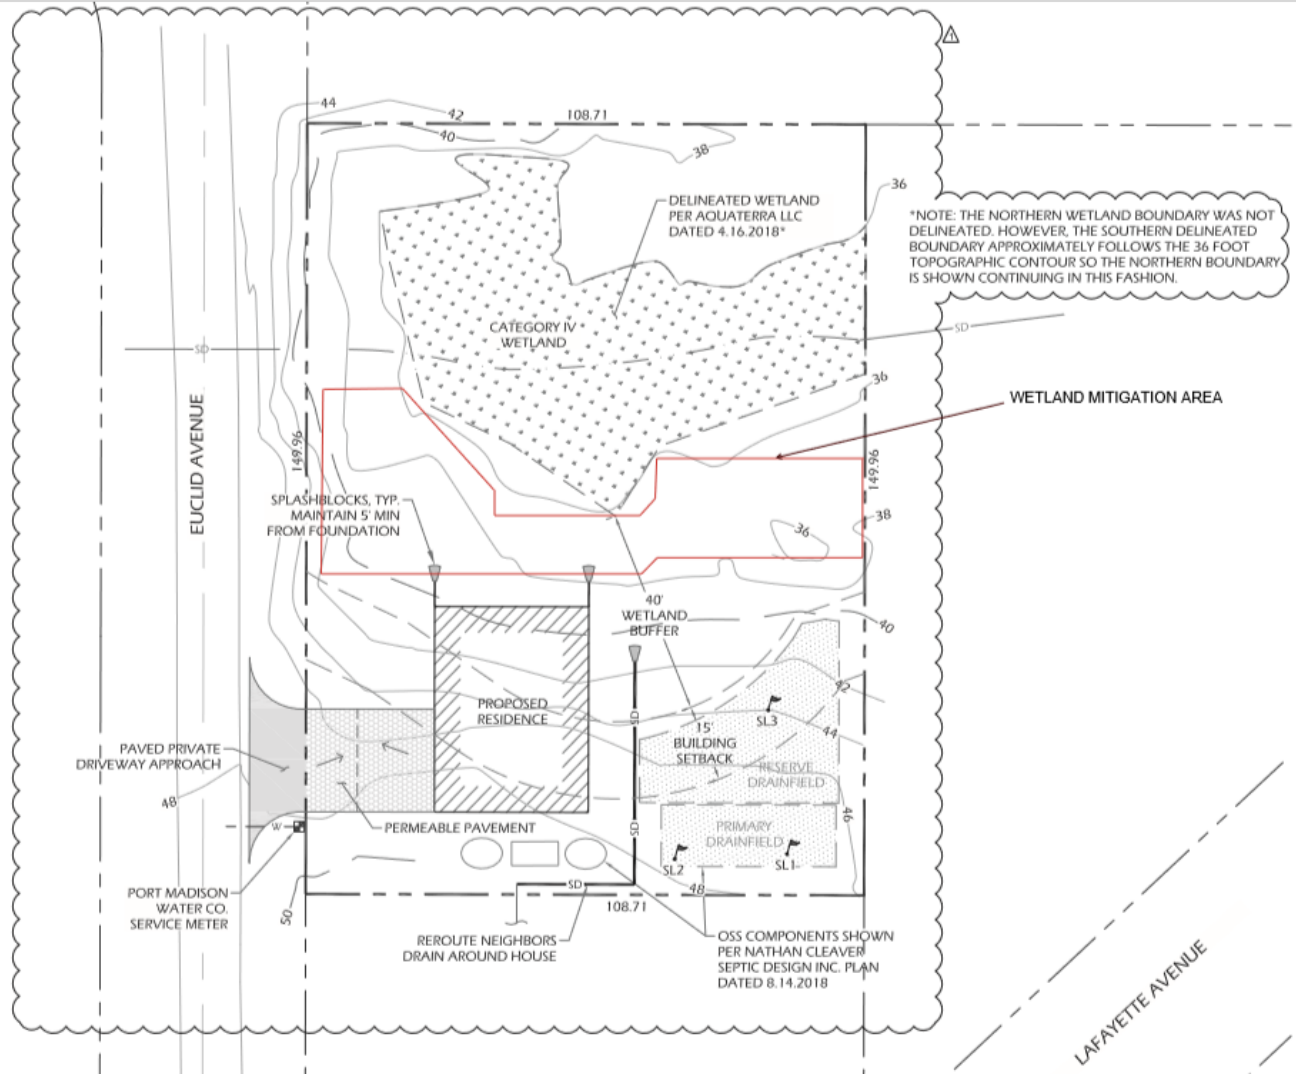 44
42
108.71
40
38
36
DELINEATED WETLAND
PER AQUATERRA LLC
DATED 4.16.2018*
*NOTE: THE NORTHERN WETLAND BOUNDARY WAS NOT
DELINEATED. HOWEVER, THE SOUTHERN DELINEATED
BOUNDARY APPROXIMATELY FOLLOWS THE 36 FOOT
TOPOGRAPHIC CONTOUR SO THE NORTHERN BOUNDARY
IS SHOWN CONTINUING IN THIS FASHION.
CATEGORY IV
WETLAND
SD
SD
36
WETLAND MITIGATION AREA
EUCLID AVENUE
149.96
149.96
SPLASHBLOCKS, TYP.
MAINTAIN 5' MIN
FROM FOUNDATION
38
36
40'
WETLAND
BUFFER
40
42
PROPOSED
RESIDENCE
SD
SL3
44
15'
BUILDING
SETBACK
PAVED PRIVATE
DRIVEWAY APPROACH
RESERVE
DRAINFIELD
48
46
W
PERMEABLE PAVEMENT
SD
PRIMARY
DRAINFIELD
SL2
SL1
PORT MADISON
WATER CO.
SERVICE METER
50
SD
48
108.71
REROUTE NEIGHBORS
DRAIN AROUND HOUSE
OSS COMPONENTS SHOWN
PER NATHAN CLEAVER
SEPTIC DESIGN INC. PLAN
DATED 8.14.2018
LAFAYETTE AVENUE